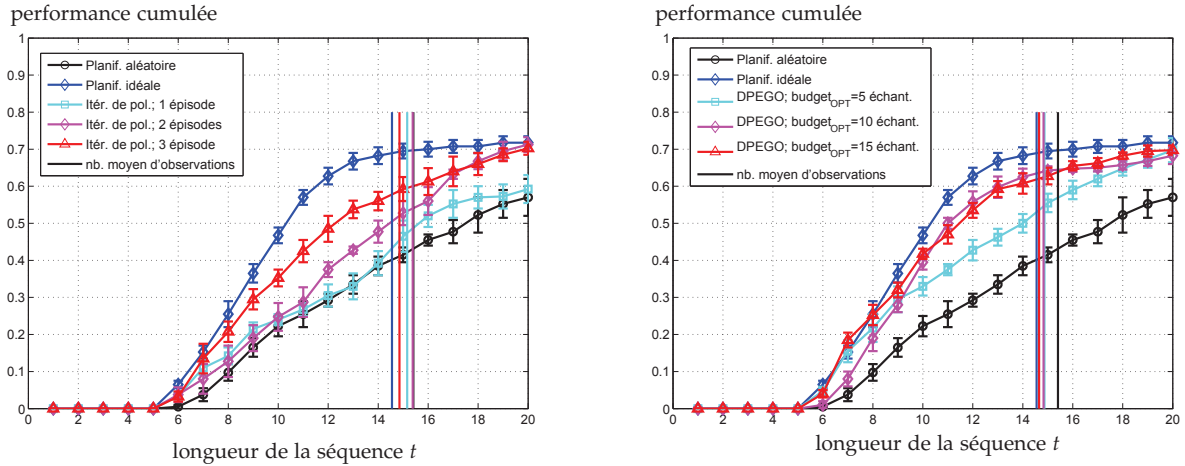 performance cumulée
1
0.9
0.8
0.7
0.6
0.5
0.4
0.3
0.2
0.1
0
Planif. aléatoire
Planif. idéale
Itér. de pol.; 1 épisode
Itér. de pol.; 2 épisodes
Itér. de pol.; 3 épisode
nb. moyen d'observations
0 2 4 6 8 10 12 14 16 18 20
longueur de la séquence t
performance cumulée
1
0.9
0.8
0.7
0.6
0.5
0.4
0.3
0.2
0.1
0
Planif. aléatoire
Planif. idéale
DPEGO; budgetOPT=5 échant.
DPEGO; budgetOPT=10 échant.
DPEGO; budgetOPT=15 échant.
nb. moyen d'observations
0 2 4 6 8 10 12 14 16 18 20
longueur de la séquence t